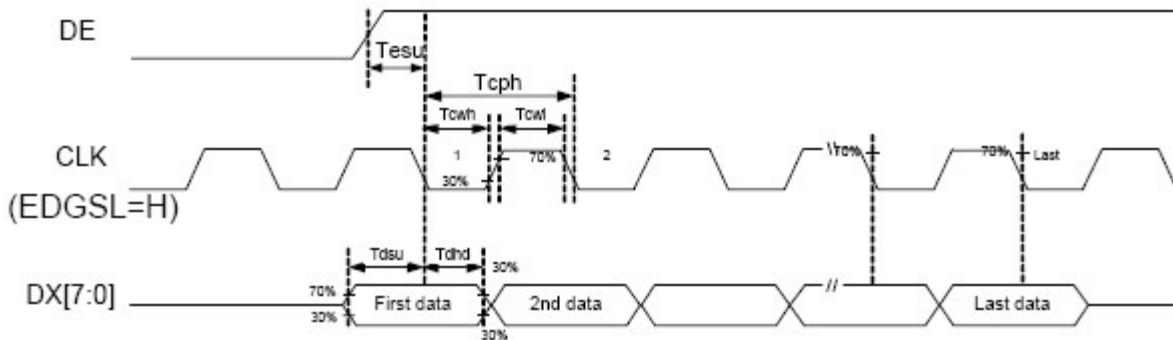 DE
Tesu
Tcph
Tcwh
Tcwl
CLK
1
70%
2
\\
70%
70%
Last
30%
(EDGSL=H)
Tdsu
Tdhd
30%
DX[7:0]
70%
First data
2nd data
//
Last data
30%
30%